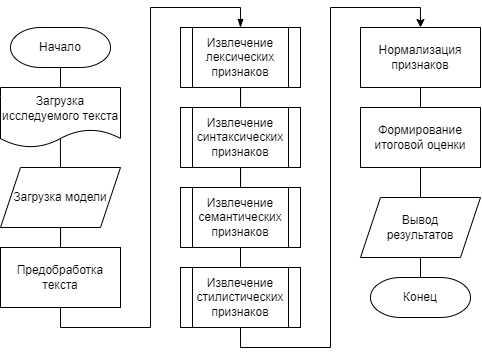 Начало
Загрузка
исследуемого текста
Загрузка модели
Предобработка
текста
Извлечение
лексических
признаков
Извлечение
синтаксических
признаков
Извлечение
семантических
признаков
Извлечение
стилистических
признаков
Нормализация
признаков
Формирование
итоговой оценки
Вывод
результатов
Конец